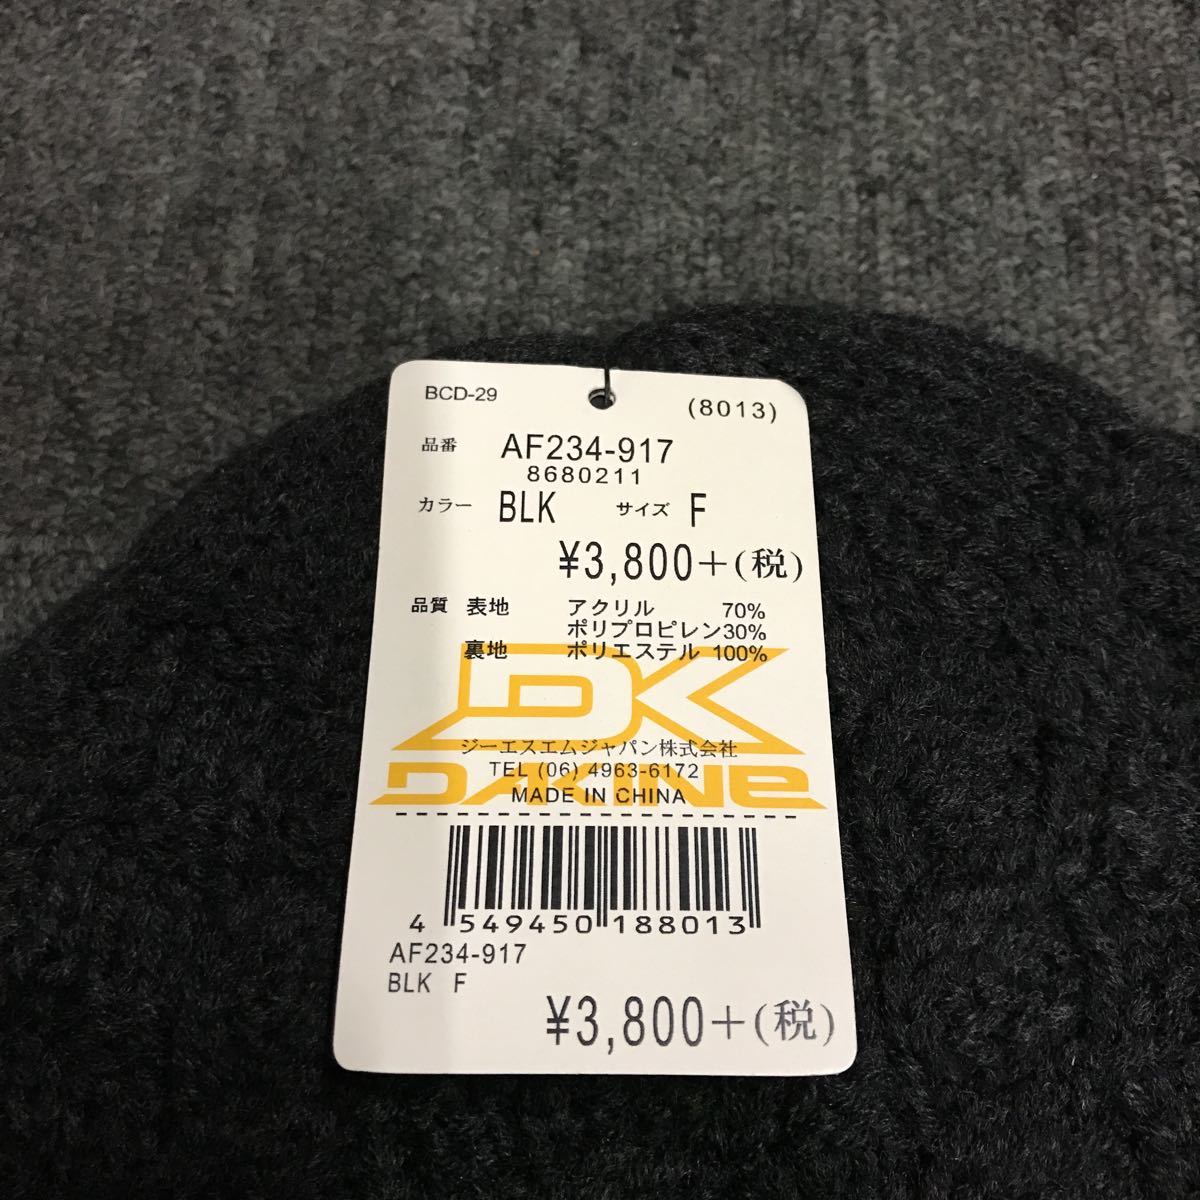 BCD-29
(8013)
品番 AF234-917
8680211
カラー BLK サイズ F
¥3,800+(税)
品質 表地 アクリル 70%
ポリプロピレン30%
裏地 ポリエステル 100%
DK
ジーエスエムジャパン株式会社
TEL (06) 4963-6172
DAKINE
MADE IN CHINA
4 549450 188013
AF234-917
BLK F
¥3,800+(税)